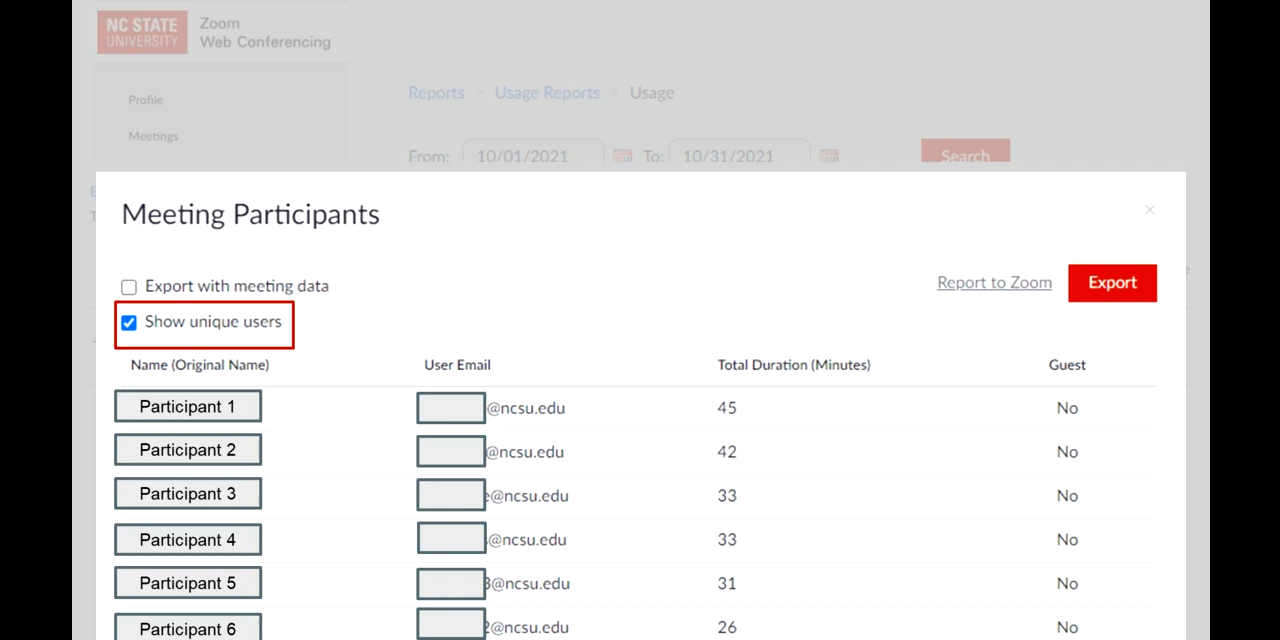 NC STATE
UNIVERSITY
Zoom
Web Conferencing
Profile
Meetings
Reports > Usage Reports > Usage
From: 10/01/2021 To: 10/31/2021 Search
Meeting Participants ×
Export with meeting data
Report to Zoom Export
Show unique users
Name (Original Name) User Email Total Duration (Minutes) Guest
Participant 1 @ncsu.edu 45 No
Participant 2 @ncsu.edu 42 No
Participant 3 @ncsu.edu 33 No
Participant 4 @ncsu.edu 33 No
Participant 5 @ncsu.edu 31 No
Participant 6 @ncsu.edu 26 No